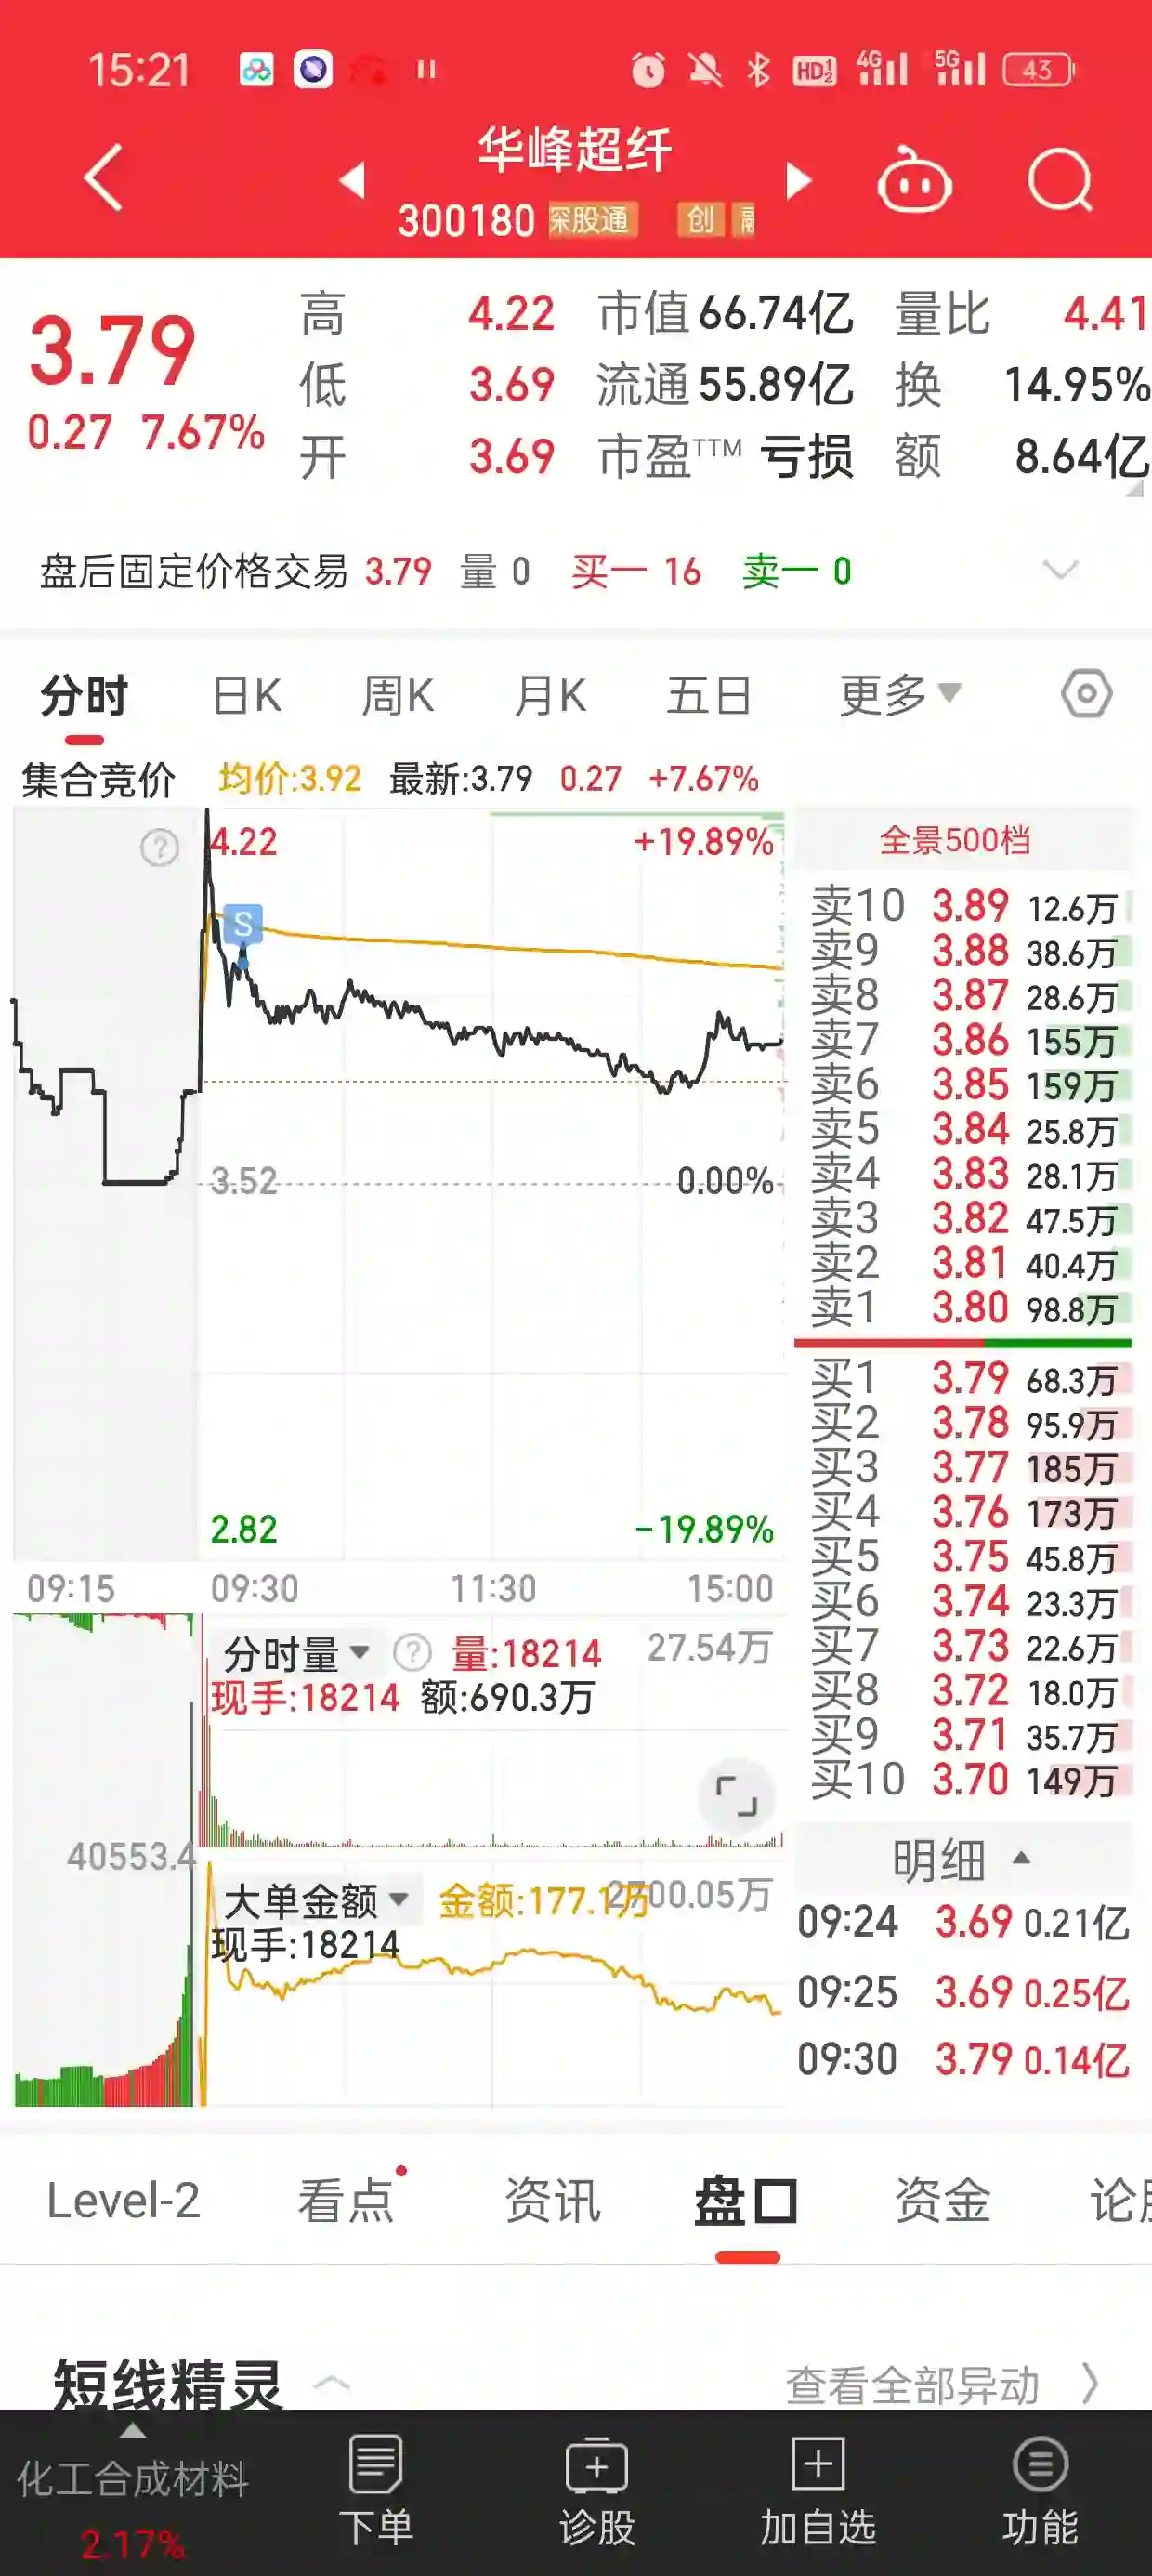 15:21 HD 1 2 4G 5G 43
华峰超纤
300180 深股通 创
3.79
0.27 7.67%
高 4.22 市值 66.74亿 量比 4.41
低 3.69 流通 55.89亿 换 14.95%
开 3.69 市盈TTM 亏损 额 8.64亿
盘后固定价格交易 3.79 量 0 买一 16 卖一 0
分时 日K 周K 月K 五日 更多
集合竞价 均价:3.92 最新:3.79 0.27 +7.67%
4.22 +19.89%
S
3.52 0.00%
2.82 -19.89%
09:15 09:30 11:30 15:00
分时量 ? 量:18214 27.54万
现手:18214 额:690.3万
40553.4
大单金额 金额:177.1万 2700.05万
现手:18214
全景500档
卖10 3.89 12.6万
卖9 3.88 38.6万
卖8 3.87 28.6万
卖7 3.86 155万
卖6 3.85 159万
卖5 3.84 25.8万
卖4 3.83 28.1万
卖3 3.82 47.5万
卖2 3.81 40.4万
卖1 3.80 98.8万
买1 3.79 68.3万
买2 3.78 95.9万
买3 3.77 185万
买4 3.76 173万
买5 3.75 45.8万
买6 3.74 23.3万
买7 3.73 22.6万
买8 3.72 18.0万
买9 3.71 35.7万
买10 3.70 149万
明细
09:24 3.69 0.21亿
09:25 3.69 0.25亿
09:30 3.79 0.14亿
Level-2 看点 资讯 盘口 资金 论
短线精灵 查看全部异动
化工合成材料
2.17%
下单 诊股 加自选 功能